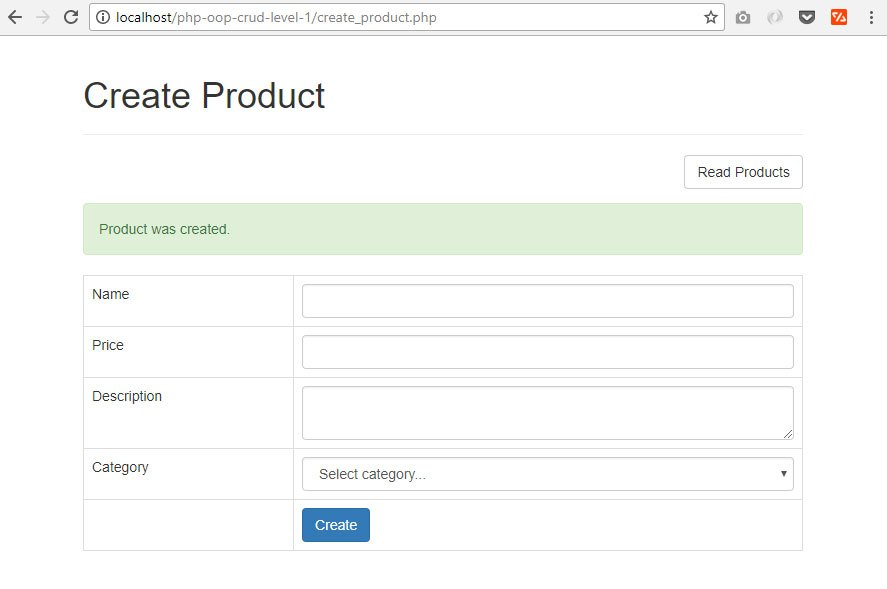 localhost/php-oop-crud-level-1/create_product.php
Create Product
Read Products
Product was created.
Name
Price
Description
Category
Select category...
Create